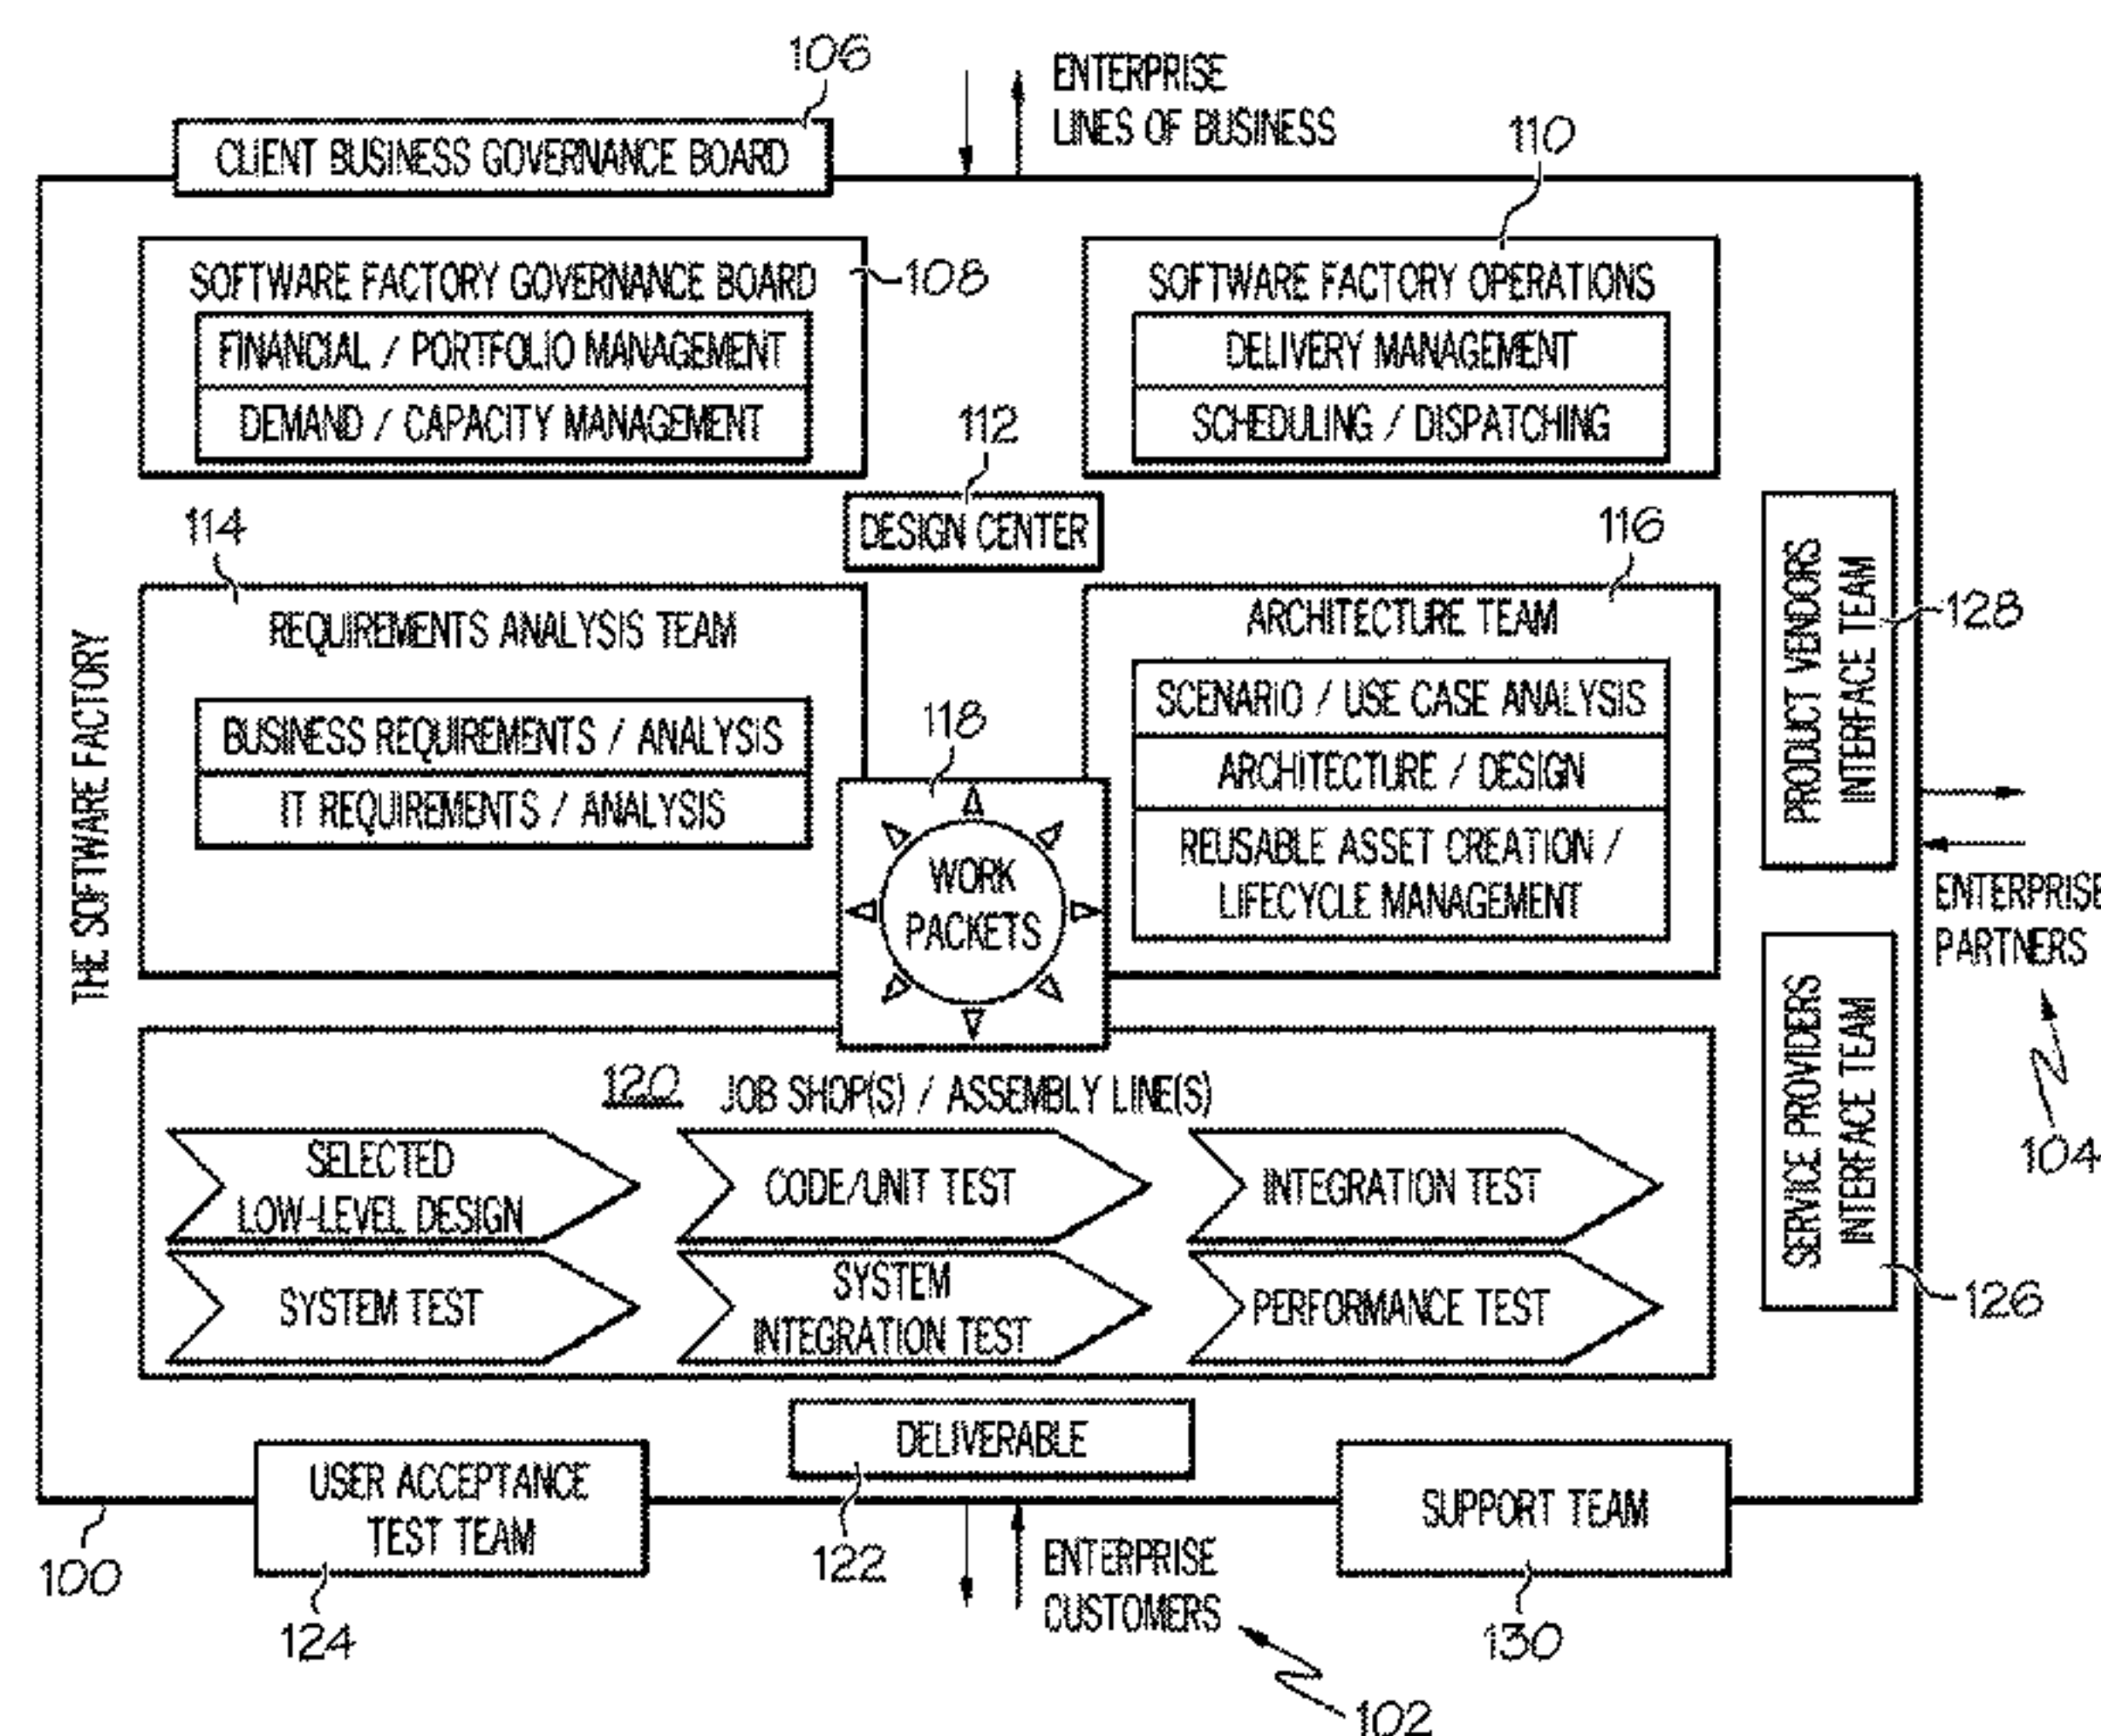 106
ENTERPRISE
LINES OF BUSINESS
CLIENT BUSINESS GOVERNANCE BOARD
110
SOFTWARE FACTORY GOVERNANCE BOARD
108
FINANCIAL / PORTFOLIO MANAGEMENT
DEMAND / CAPACITY MANAGEMENT
SOFTWARE FACTORY OPERATIONS
DELIVERY MANAGEMENT
SCHEDULING / DISPATCHING
112
DESIGN CENTER
114
REQUIREMENTS ANALYSIS TEAM
BUSINESS REQUIREMENTS / ANALYSIS
IT REQUIREMENTS / ANALYSIS
116
ARCHITECTURE TEAM
SCENARIO / USE CASE ANALYSIS
ARCHITECTURE / DESIGN
REUSABLE ASSET CREATION /
LIFECYCLE MANAGEMENT
118
WORK
PACKETS
THE SOFTWARE FACTORY
PRODUCT VENDORS
INTERFACE TEAM
128
ENTERPRISE
PARTNERS
104
SERVICE PROVIDERS
INTERFACE TEAM
126
120 JOB SHOP(S) / ASSEMBLY LINE(S)
SELECTED
LOW-LEVEL DESIGN
CODE/UNIT TEST
INTEGRATION TEST
SYSTEM TEST
SYSTEM
INTEGRATION TEST
PERFORMANCE TEST
DELIVERABLE
122
USER ACCEPTANCE
TEST TEAM
124
100
SUPPORT TEAM
130
ENTERPRISE
CUSTOMERS
102